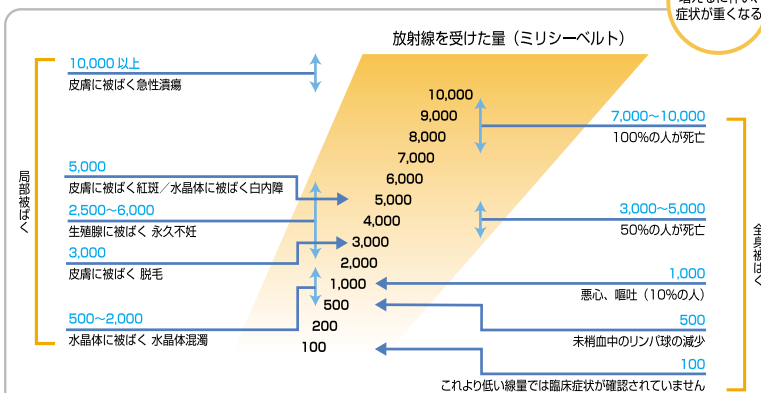 症状が重くなる
放射線を受けた量（ミリシーベルト）
局部被ばく
10,000 以上
皮膚に被ばく急性潰瘍
5,000
皮膚に被ばく紅斑／水晶体に被ばく白内障
2,500～6,000
生殖腺に被ばく 永久不妊
3,000
皮膚に被ばく 脱毛
500～2,000
水晶体に被ばく 水晶体混濁
10,000
9,000
8,000
7,000
6,000
5,000
4,000
3,000
2,000
1,000
500
200
100
7,000～10,000
100%の人が死亡
3,000～5,000
50%の人が死亡
1,000
悪心、嘔吐（10%の人）
500
末梢血中のリンパ球の減少
100
これより低い線量では臨床症状が確認されていません
全身被ばく